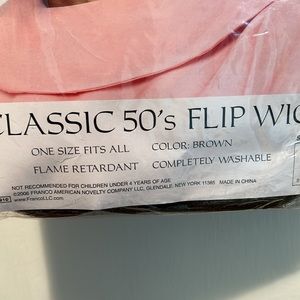 CLASSIC 50's FLIP WIG
ONE SIZE FITS ALL COLOR: BROWN
FLAME RETARDANT COMPLETELY WASHABLE
NOT RECOMMENDED FOR CHILDREN UNDER 4 YEARS OF AGE
©2006 FRANCO AMERICAN NOVELTY COMPANY LLC, GLENDALE, NEW YORK 11385 MADE IN CHINA
www.FrancoLLC.com